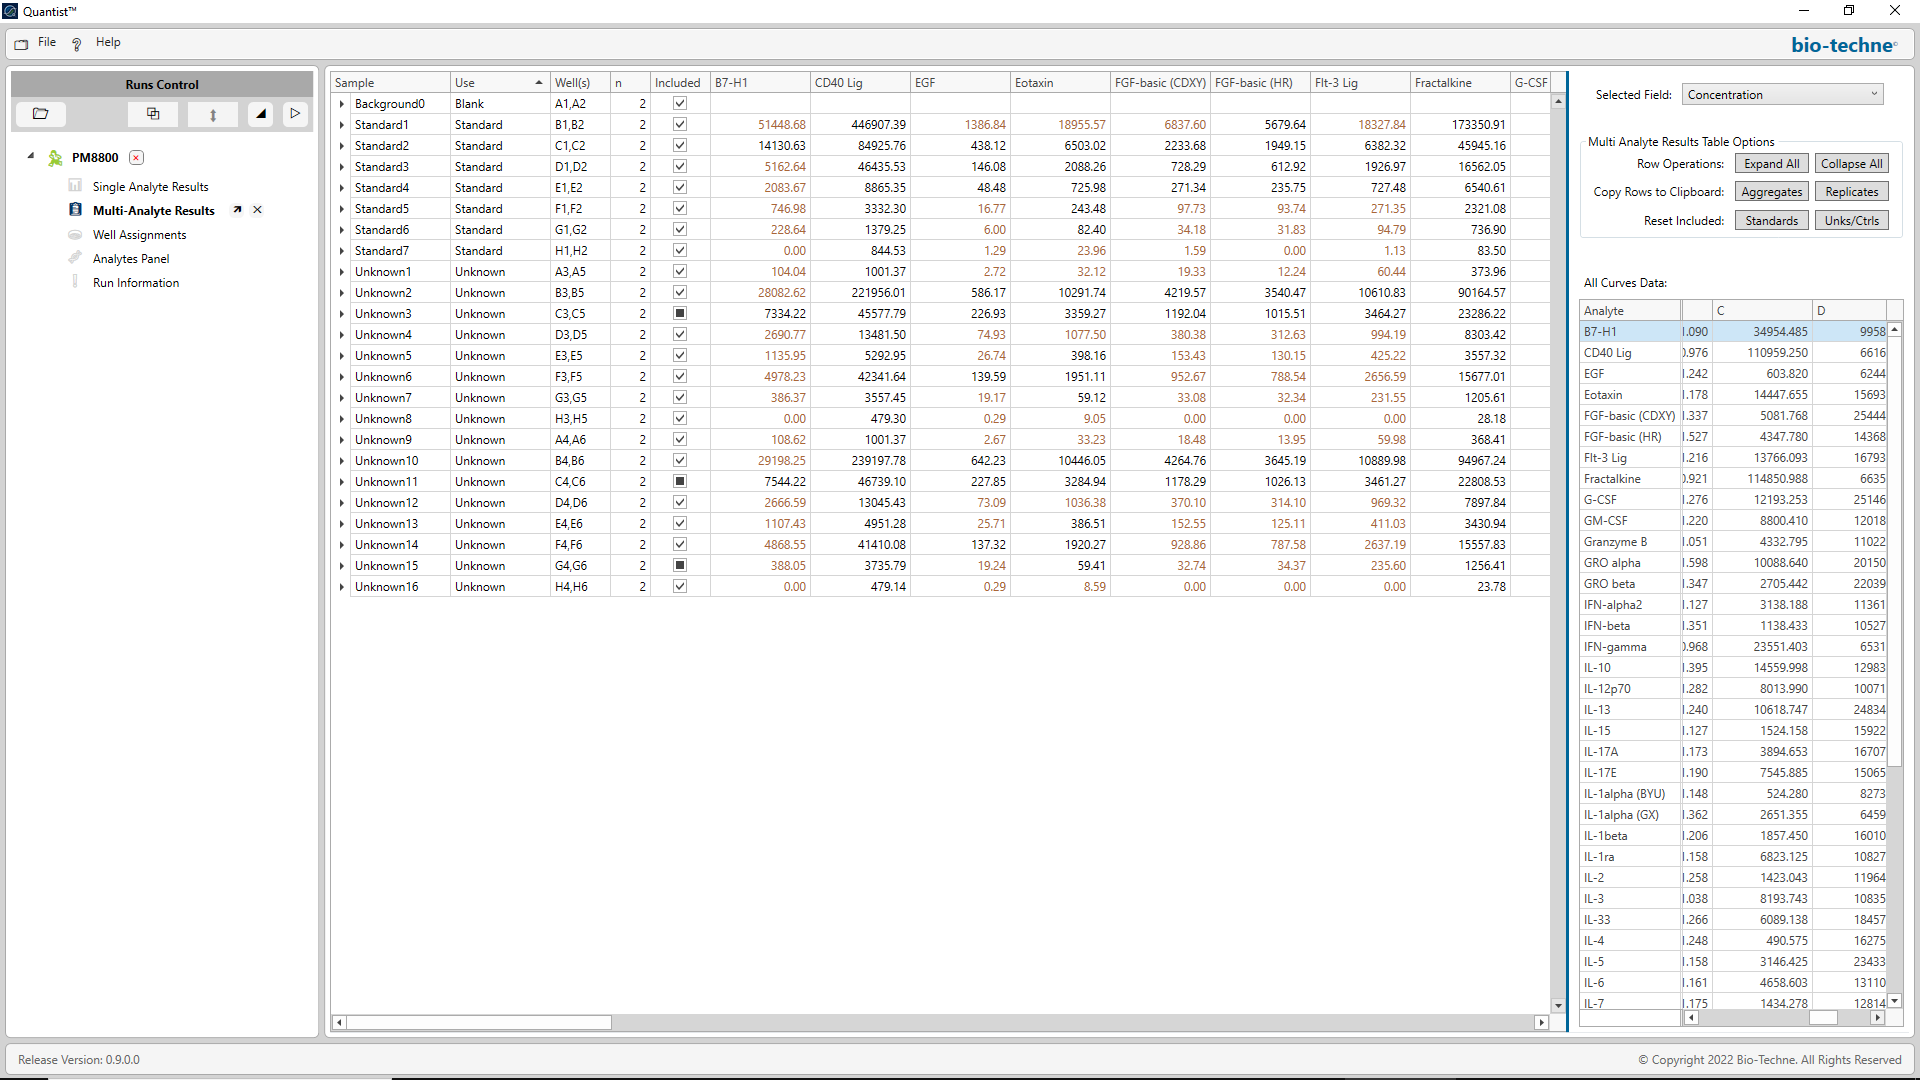 Quantist™
File Help
bio-techne
Runs Control
PM8800
Single Analyte Results
Multi-Analyte Results
Well Assignments
Analytes Panel
Run Information
Sample Use Well(s) n Included B7-H1 CD40 Lig EGF Eotaxin FGF-basic (CDXY) FGF-basic (HR) Flt-3 Lig Fractalkine G-CSF
Background0 Blank A1,A2 2
Standard1 Standard B1,B2 2 51448.68 446907.39 1386.84 18955.57 6837.60 5679.64 18327.84 173350.91
Standard2 Standard C1,C2 2 14130.63 84925.76 438.12 6503.02 2233.68 1949.15 6382.32 45945.16
Standard3 Standard D1,D2 2 5162.64 46435.53 146.08 2088.26 728.29 612.92 1926.97 16562.05
Standard4 Standard E1,E2 2 2083.67 8865.35 48.48 725.98 271.34 235.75 727.48 6540.61
Standard5 Standard F1,F2 2 746.98 3332.30 16.77 243.48 97.73 93.74 271.35 2321.08
Standard6 Standard G1,G2 2 228.64 1379.25 6.00 82.40 34.18 31.83 94.79 736.90
Standard7 Standard H1,H2 2 0.00 844.53 1.29 23.96 1.59 0.00 1.13 83.50
Unknown1 Unknown A3,A5 2 104.04 1001.37 2.72 32.12 19.33 12.24 60.44 373.96
Unknown2 Unknown B3,B5 2 28082.62 221956.01 586.17 10291.74 4219.57 3540.47 10610.83 90164.57
Unknown3 Unknown C3,C5 2 7334.22 45577.79 226.93 3359.27 1192.04 1015.51 3464.27 23286.22
Unknown4 Unknown D3,D5 2 2690.77 13481.50 74.93 1077.50 380.38 312.63 994.19 8303.42
Unknown5 Unknown E3,E5 2 1135.95 5292.95 26.74 398.16 153.43 130.15 425.22 3557.32
Unknown6 Unknown F3,F5 2 4978.23 42341.64 139.59 1951.11 952.67 788.54 2656.59 15677.01
Unknown7 Unknown G3,G5 2 386.37 3557.45 19.17 59.12 33.08 32.34 231.55 1205.61
Unknown8 Unknown H3,H5 2 0.00 479.30 0.29 9.05 0.00 0.00 0.00 28.18
Unknown9 Unknown A4,A6 2 108.62 1001.37 2.67 33.23 18.48 13.95 59.98 368.41
Unknown10 Unknown B4,B6 2 29198.25 239197.78 642.23 10446.05 4264.76 3645.19 10889.98 94967.24
Unknown11 Unknown C4,C6 2 7544.22 46739.10 227.85 3284.94 1178.29 1026.13 3461.27 22808.53
Unknown12 Unknown D4,D6 2 2666.59 13045.43 73.09 1036.38 370.10 314.10 969.32 7897.84
Unknown13 Unknown E4,E6 2 1107.43 4951.28 25.71 386.51 152.55 125.11 411.03 3430.94
Unknown14 Unknown F4,F6 2 4868.55 41410.08 137.32 1920.27 928.86 787.58 2637.19 15557.83
Unknown15 Unknown G4,G6 2 388.05 3735.79 19.24 59.41 32.74 34.37 235.60 1256.41
Unknown16 Unknown H4,H6 2 0.00 479.14 0.29 8.59 0.00 0.00 0.00 23.78
Selected Field: Concentration
Multi Analyte Results Table Options
Row Operations: Expand All Collapse All
Copy Rows to Clipboard: Aggregates Replicates
Reset Included: Standards Unks/Ctrls
All Curves Data:
Analyte C D
B7-H1 .090 34954.485 9958
CD40 Lig .976 110959.250 6616
EGF .242 603.820 6244
Eotaxin .178 14447.655 15693
FGF-basic (CDXY) .337 5081.768 25444
FGF-basic (HR) .527 4347.780 14368
Flt-3 Lig .216 13766.093 16793
Fractalkine .921 114850.988 6635
G-CSF .276 12193.253 25146
GM-CSF .220 8800.410 12018
Granzyme B .051 4332.795 11022
GRO alpha .598 10088.640 20150
GRO beta .347 2705.442 22039
IFN-alpha2 .127 3138.188 11361
IFN-beta .351 1138.433 10527
IFN-gamma .968 23551.403 6531
IL-10 .395 14559.998 12983
IL-12p70 .282 8013.990 10071
IL-13 .240 10618.747 24834
IL-15 .127 1524.158 15922
IL-17A .173 3894.653 16707
IL-17E .190 7545.885 15065
IL-1alpha (BYU) .148 524.280 8273
IL-1alpha (GX) .362 2651.355 6459
IL-1beta .206 1857.450 16010
IL-1ra .158 6823.125 10827
IL-2 .258 1423.043 11964
IL-3 .038 8193.743 10835
IL-33 .266 6089.138 18457
IL-4 .248 490.575 16275
IL-5 .158 3146.425 23433
IL-6 .161 4658.603 13110
IL-7 .175 1434.278 12814
Release Version: 0.9.0.0
© Copyright 2022 Bio-Techne. All Rights Reserved